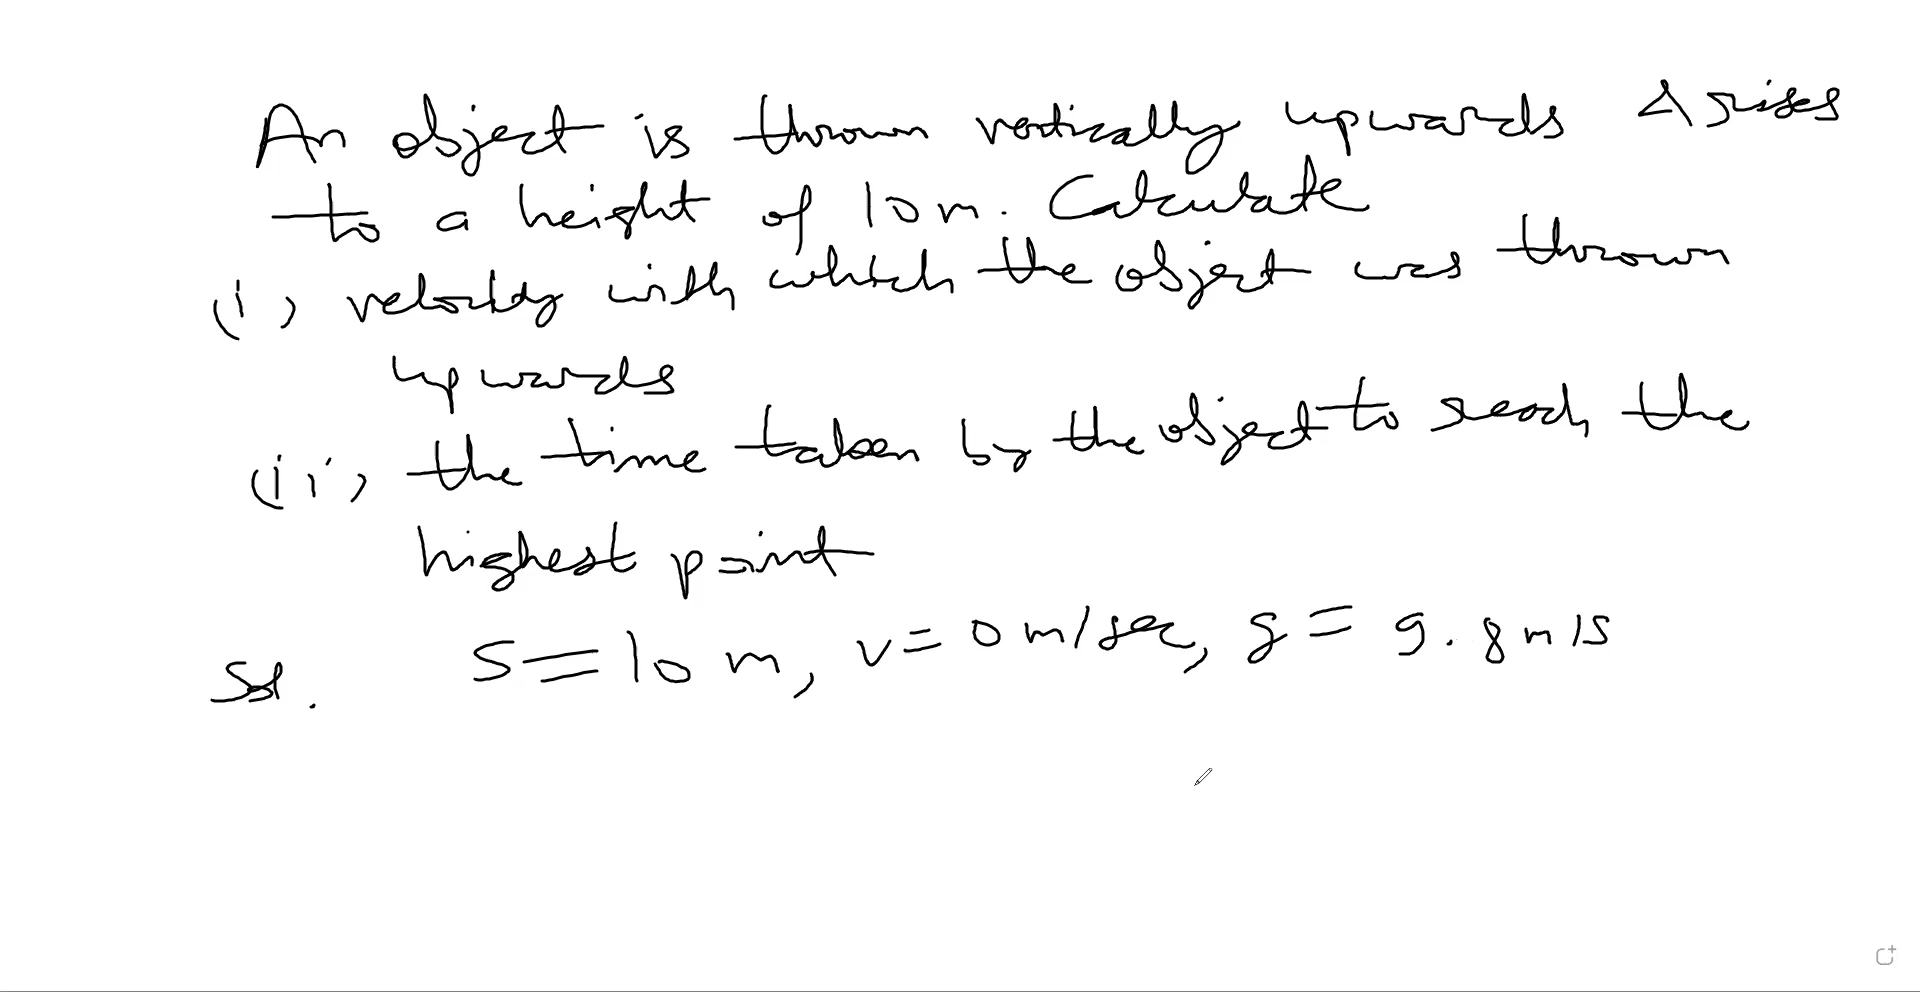 An object is thrown vertically upwards & rises
to a height of 10m. Calculate
(i) velocity with which the object was thrown
upwards
(ii) the time taken by the object to reach the
highest point
Sol. S = 10 m, v = 0 m/sec, g = 9.8 m/s